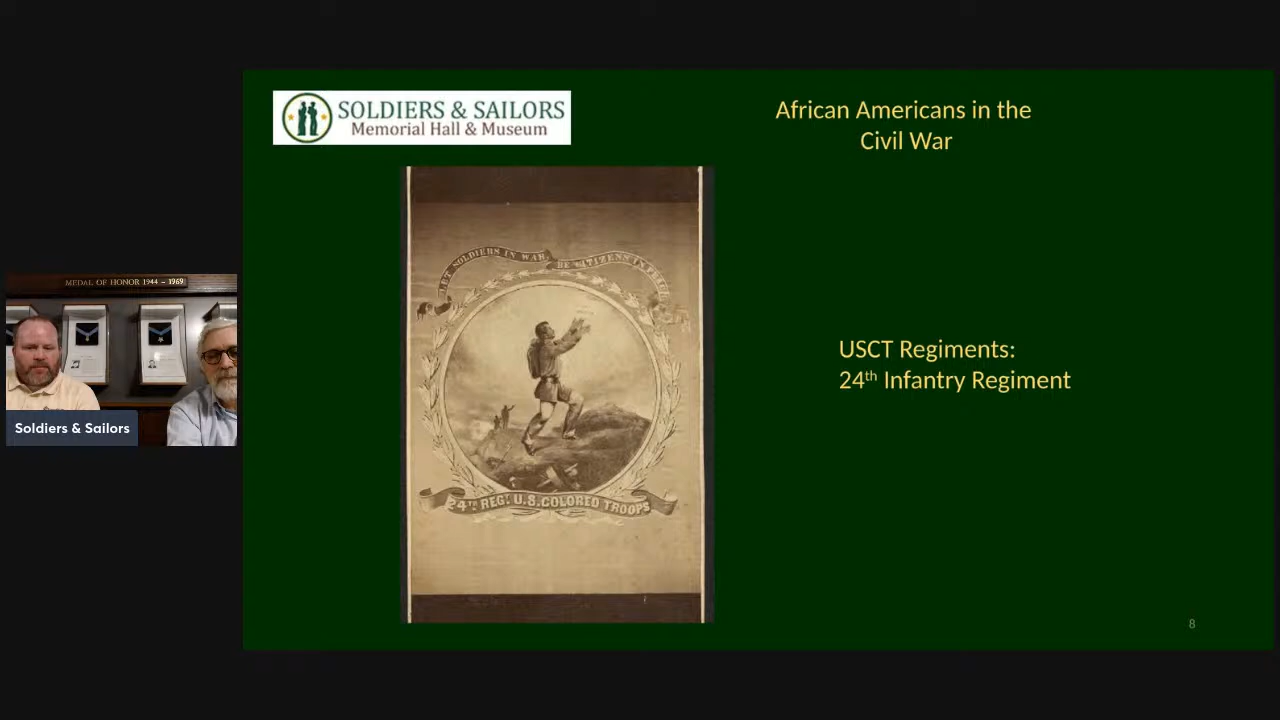 SOLDIERS & SAILORS
Memorial Hall & Museum
African Americans in the
Civil War
LET SOLDIERS IN WAR, BE CITIZENS IN PEACE
24TH REGT U.S. COLORED TROOPS
USCT Regiments:
24th Infantry Regiment
MEDAL OF HONOR 1944 – 1969
Soldiers & Sailors
8